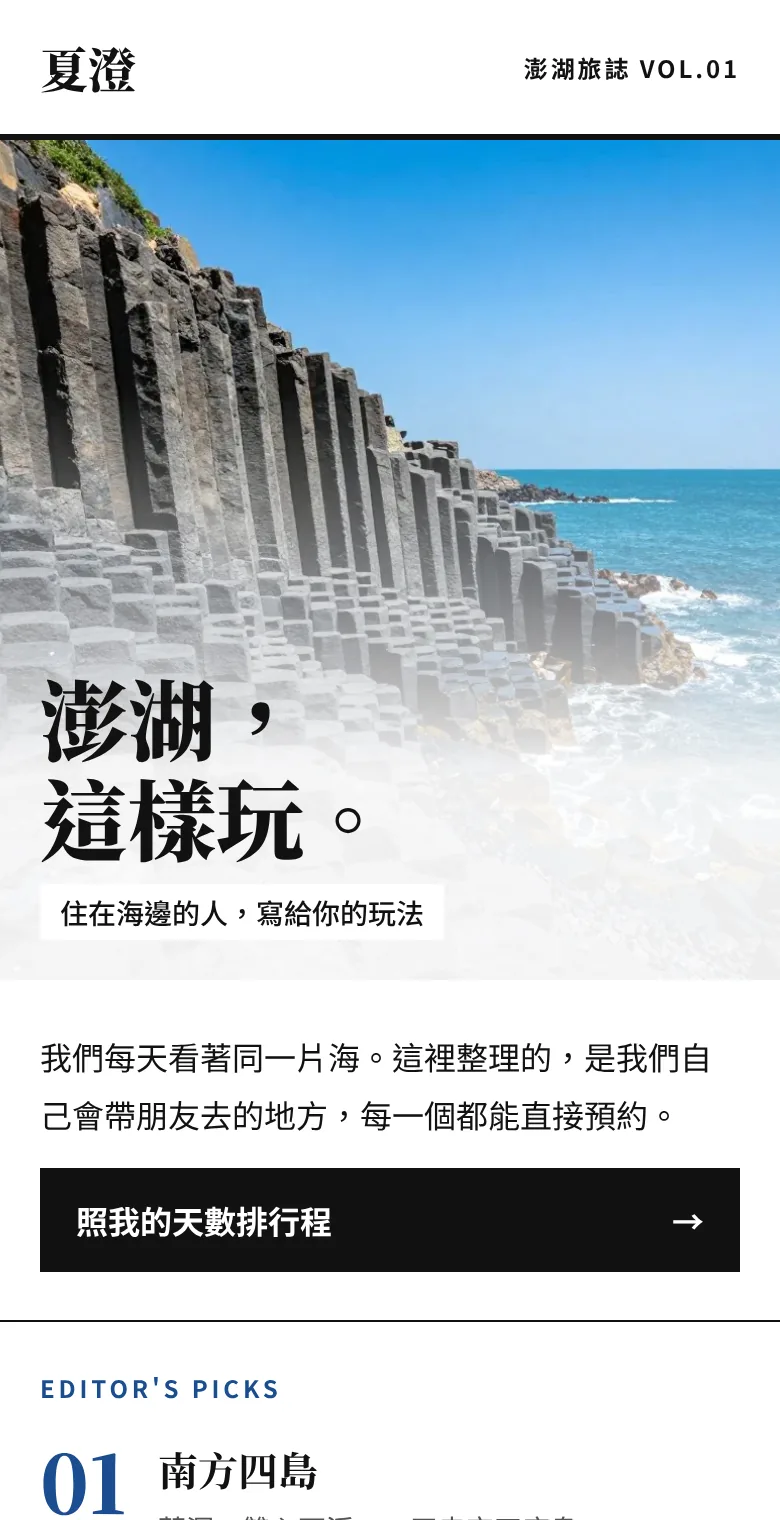 夏澄
澎湖旅誌 VOL.01
澎湖，
這樣玩。
住在海邊的人，寫給你的玩法
我們每天看著同一片海。這裡整理的，是我們自
己會帶朋友去的地方，每一個都能直接預約。
照我的天數排行程 →
EDITOR'S PICKS
01 南方四島